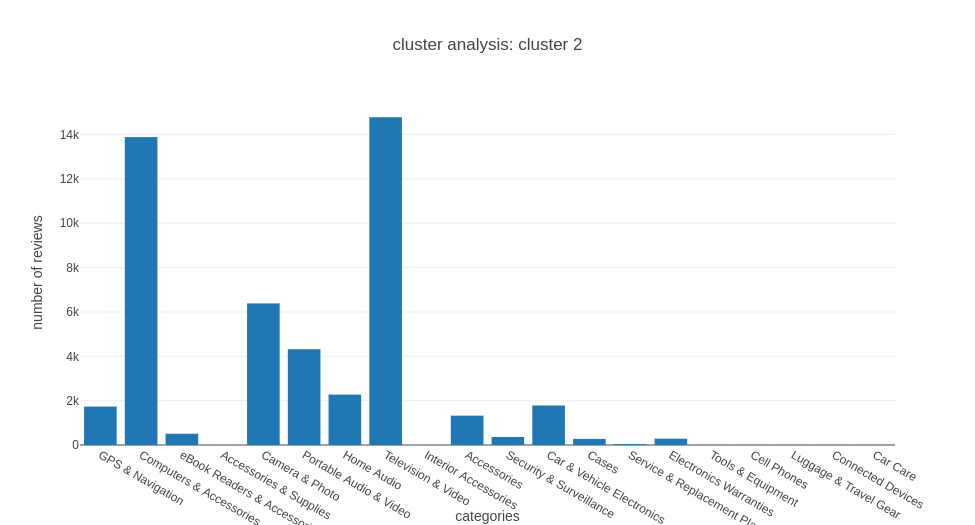 cluster analysis: cluster 2
number of reviews
14k
12k
10k
8k
6k
4k
2k
0
GPS & Navigation
Computers & Accessories
eBook Readers &
Accessories & Supplies
Camera & Photo
Portable Audio & Video
Home Audio
Television & Video
Interior Accessories
Accessories
Security & Surveillance
Car & Vehicle Electronics
Cases
Service & Replacement
Electronics Warranties
Tools & Equipment
Cell Phones
Luggage & Travel Gear
Connected Devices
Car Care
categories